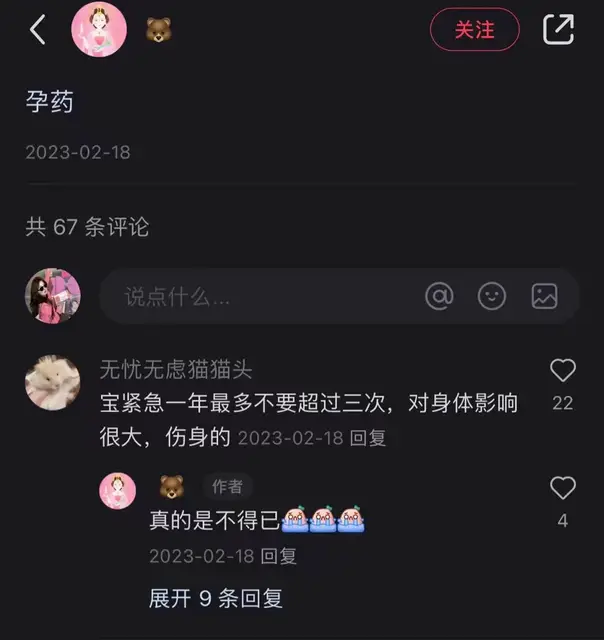 关注
孕药
2023-02-18
共 67 条评论
说点什么...
无忧无虑猫猫头
宝紧急一年最多不要超过三次，对身体影响
很大，伤身的 2023-02-18 回复
22
作者
真的是不得已
4
2023-02-18 回复
展开 9 条回复